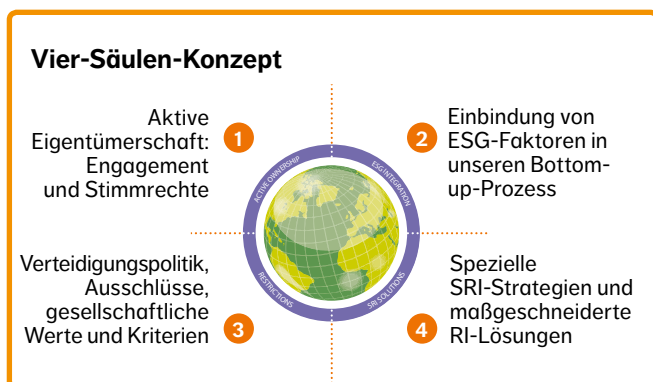 Vier-Säulen-Konzept
Aktive
Eigentümerschaft:
Engagement
und Stimmrechte
1
2
Einbindung von
ESG-Faktoren in
unseren Bottom-
up-Prozess
ACTIVE OWNERSHIP
ESG INTEGRATION
RESTRICTIONS
SRI SOLUTIONS
Verteidigungspolitik,
Ausschlüsse,
gesellschaftliche
Werte und Kriterien
3
4
Spezielle
SRI-Strategien und
maßgeschneiderte
RI-Lösungen